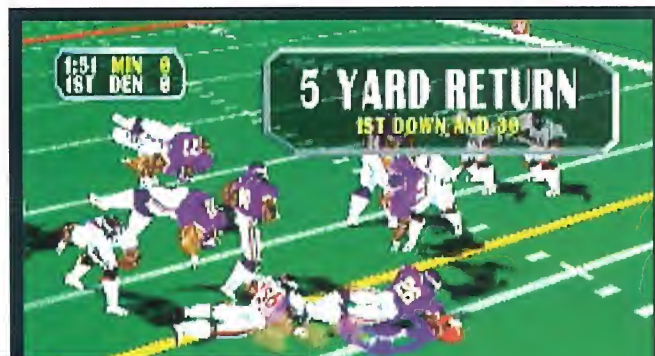 1:51 MIN 0
1ST DEN 0
5 YARD RETURN
1ST DOWN AND 30